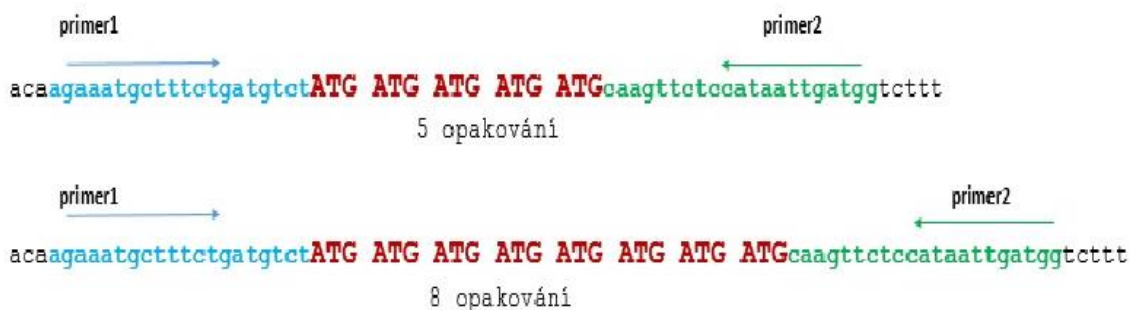 primer1 primer2
acaagaaatgctttctgatgtctATG ATG ATG ATG ATGcaagttctccataattgatggtcttt
5 opakování
primer1 primer2
acaagaaatgctttctgatgtctATG ATG ATG ATG ATG ATG ATG ATGcaagttctccataattgatggtcttt
8 opakování